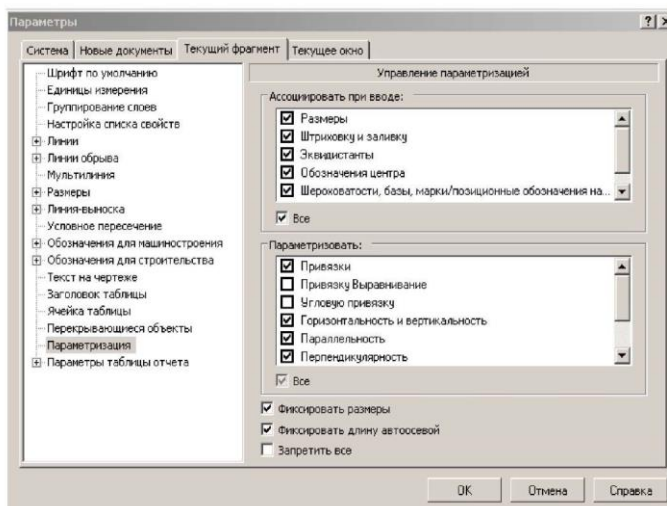 Параметры
Система
Новые документы
Текущий фрагмент
Текущее окно
Шрифт по умолчанию
Единицы измерения
Группирование слоев
Настройка списка свойств
Линии
Линии обрыва
Мультилиния
Размеры
Линия-выноска
Условное пересечение
Обозначения для машиностроения
Обозначения для строительства
Текст на чертеже
Заголовок таблицы
Ячейка таблицы
Перекрывающиеся объекты
Параметризация
Параметры таблицы отчета
Управление параметризацией
Ассоциировать при вводе:
Размеры
Штриховку и заливку
Эквидистанты
Обозначения центра
Шероховатости, базы, марки/позиционные обозначения на...
Все
Параметризовать:
Привязки
Привязку Выравнивание
Угловую привязку
Горизонтальность и вертикальность
Параллельность
Перпендикулярность
Все
Фиксировать размеры
Фиксировать длину автоосевой
Запретить все
ОК
Отмена
Справка